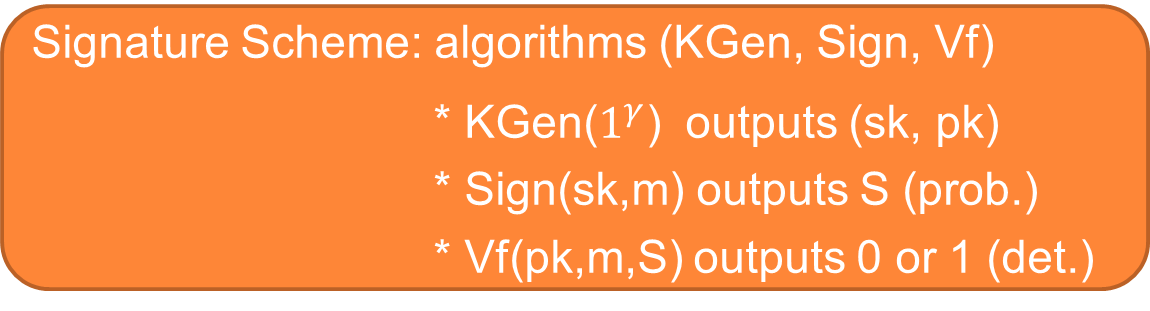 Signature Scheme: algorithms (KGen, Sign, Vf)
* KGen(1^γ) outputs (sk, pk)
* Sign(sk,m) outputs S (prob.)
* Vf(pk,m,S) outputs 0 or 1 (det.)